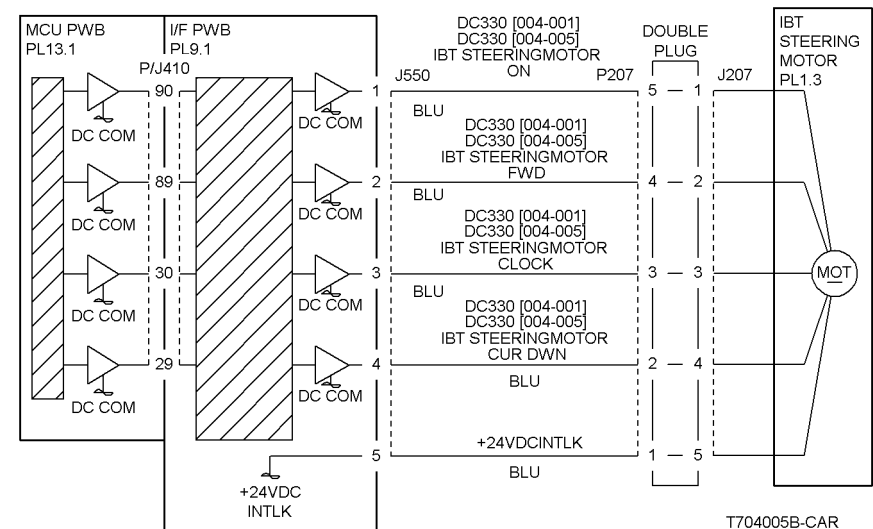 MCU PWB
PL13.1
I/F PWB
PL9.1
P/J410
90
89
30
29
DC COM
DC COM
DC COM
DC COM
DC COM
DC COM
DC COM
DC COM
+24VDC
INTLK
1
2
3
4
5
J550
DC330 [004-001]
DC330 [004-005]
IBT STEERINGMOTOR
ON
BLU
DC330 [004-001]
DC330 [004-005]
IBT STEERINGMOTOR
FWD
BLU
DC330 [004-001]
DC330 [004-005]
IBT STEERINGMOTOR
CLOCK
BLU
DC330 [004-001]
DC330 [004-005]
IBT STEERINGMOTOR
CUR DWN
BLU
+24VDCINTLK
BLU
P207
DOUBLE
PLUG
J207
5 — 1
4 — 2
3 — 3
2 — 4
1 — 5
IBT
STEERING
MOTOR
PL1.3
MOT
T704005B-CAR